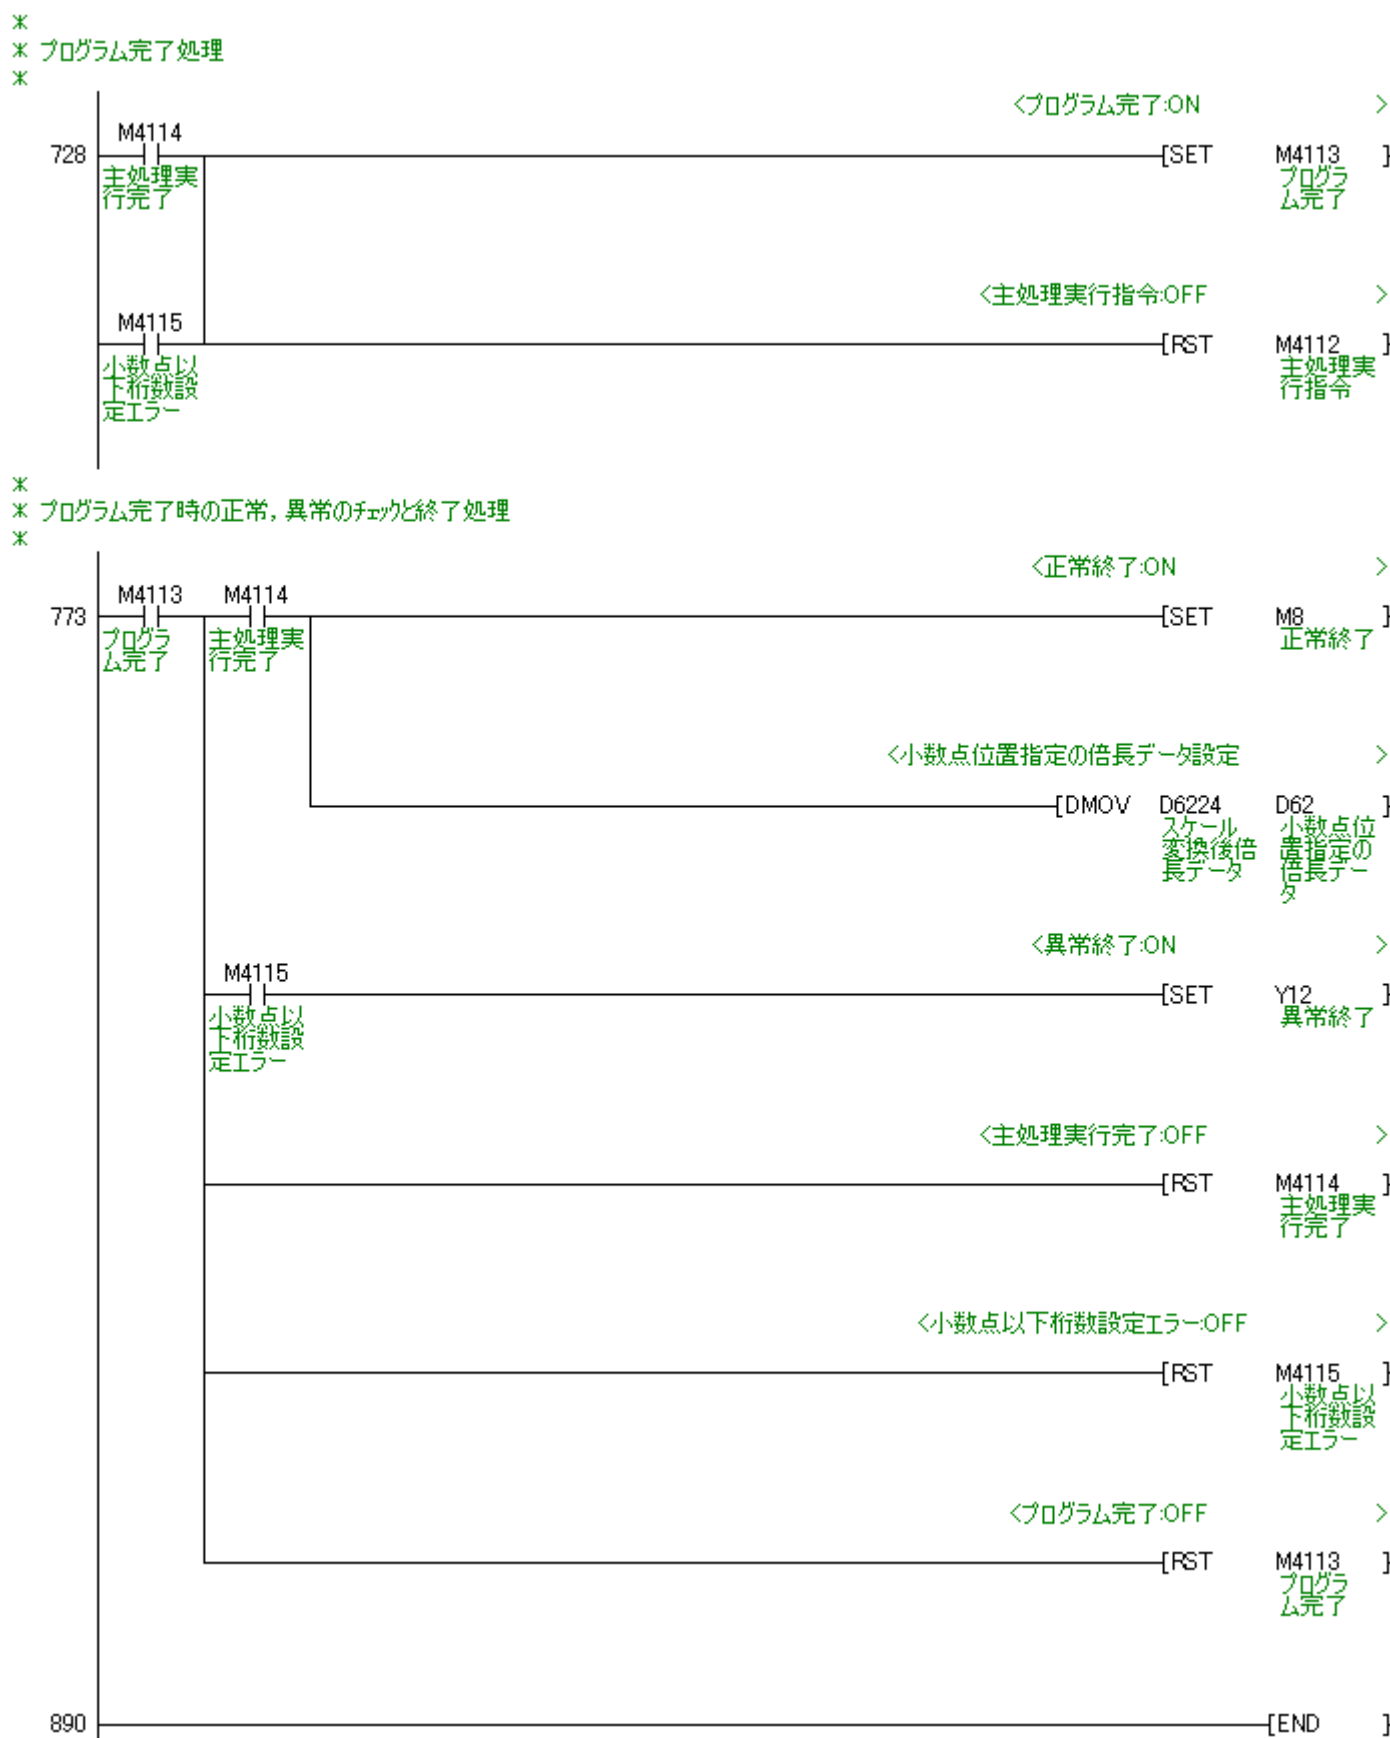 *
* プログラム完了処理
*
<プログラム完了:ON >
M4114
728 [SET M4113 ]
主処理実 プログラ
行完了 ム完了
<主処理実行指令:OFF >
M4115
[RST M4112 ]
小数点以 主処理実
下桁数設 行指令
定エラー
*
* プログラム完了時の正常, 異常のチェックと終了処理
*
<正常終了:ON >
M4113 M4114
773 [SET M8 ]
プログラ 主処理実 正常終了
ム完了 行完了
<小数点位置指定の倍長データ設定 >
[DMOV D6224 D62 ]
スケール 小数点位
変換後倍 置指定の
長データ 倍長デー
タ
<異常終了:ON >
M4115
[SET Y12 ]
小数点以 異常終了
下桁数設
定エラー
<主処理実行完了:OFF >
[RST M4114 ]
主処理実
行完了
<小数点以下桁数設定エラー:OFF >
[RST M4115 ]
小数点以
下桁数設
定エラー
<プログラム完了:OFF >
[RST M4113 ]
プログラ
ム完了
890 [END ]